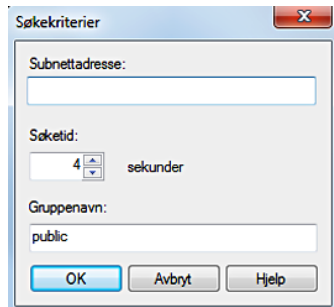 Søkekriterier
Subnettadresse:
Søketid:
4 sekunder
Gruppenavn:
public
OK Avbryt Hjelp